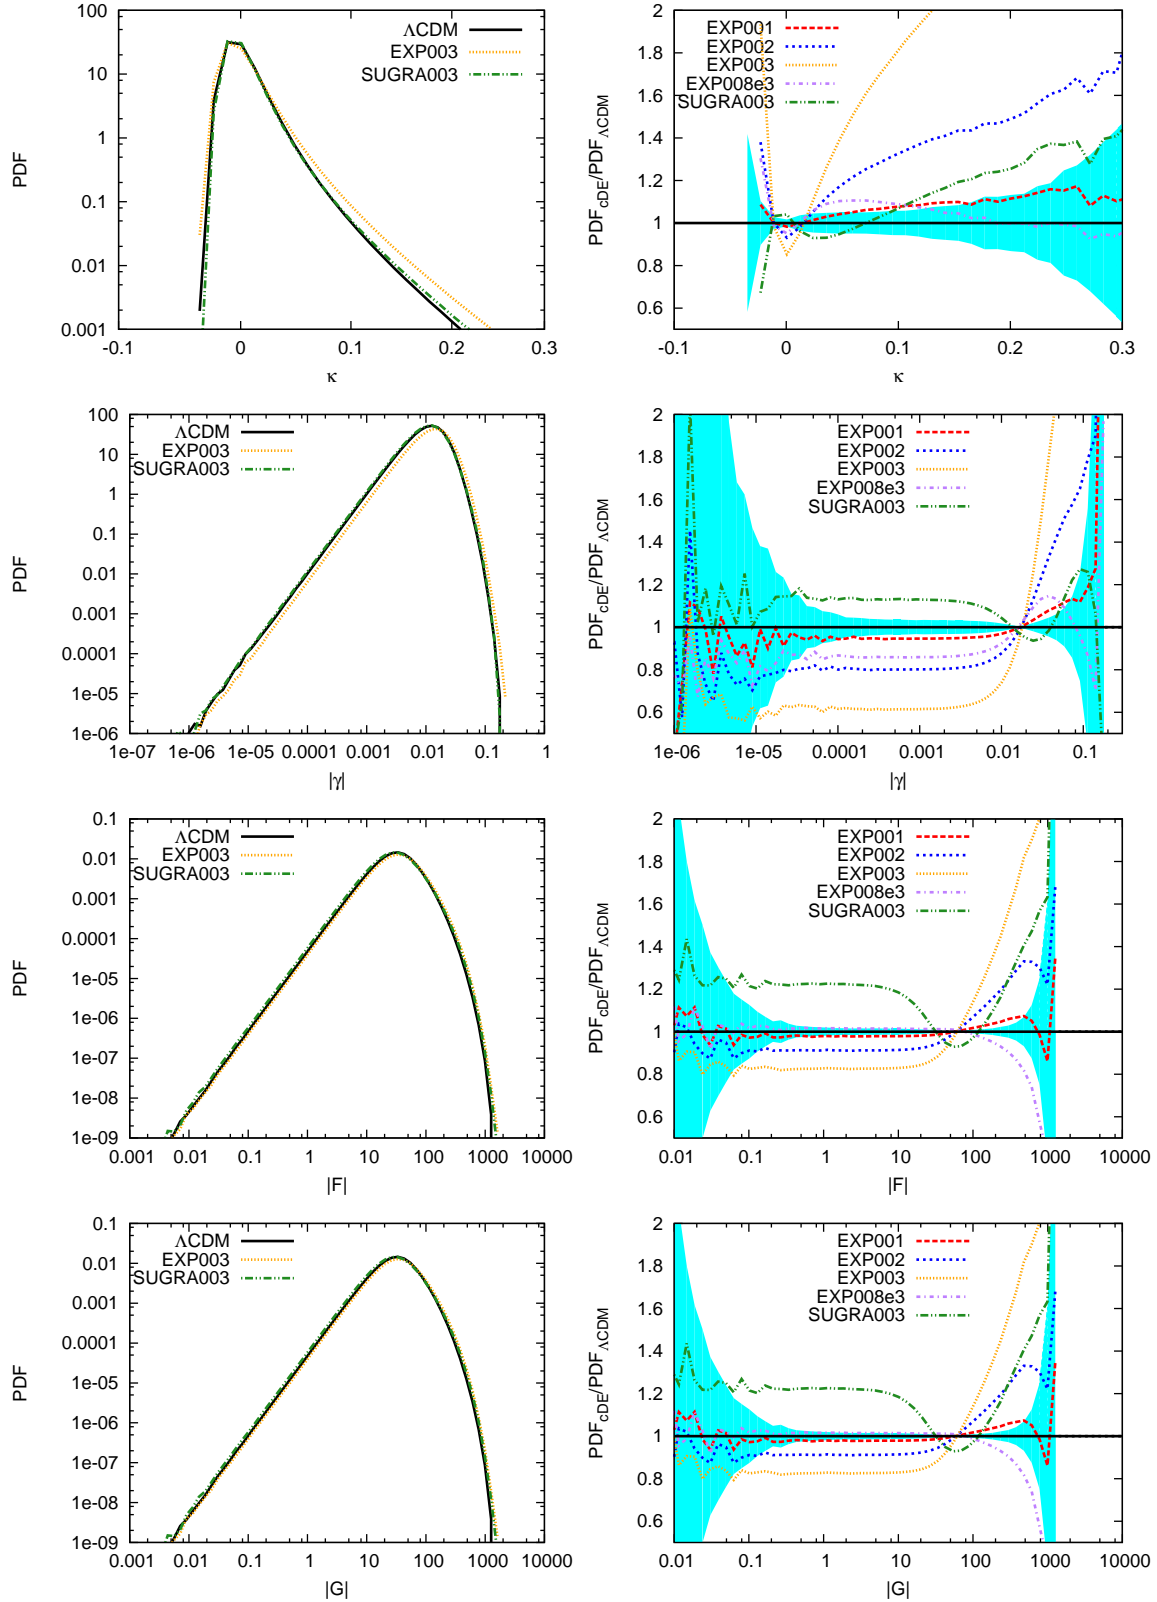 100
10
1
0.1
0.01
0.001
PDF
-0.1
0
0.1
0.2
0.3
κ
ΛCDM
EXP003
SUGRA003
2
1.8
1.6
1.4
1.2
1
0.8
0.6
PDF_cDE/PDF_ΛCDM
-0.1
0
0.1
0.2
0.3
κ
EXP001
EXP002
EXP003
EXP008e3
SUGRA003
100
10
1
0.1
0.01
0.001
0.0001
1e-05
1e-06
PDF
1e-07
1e-06
1e-05
0.0001
0.001
0.01
0.1
1
|γ|
ΛCDM
EXP003
SUGRA003
2
1.8
1.6
1.4
1.2
1
0.8
0.6
PDF_cDE/PDF_ΛCDM
1e-06
1e-05
0.0001
0.001
0.01
0.1
|γ|
EXP001
EXP002
EXP003
EXP008e3
SUGRA003
0.1
0.01
0.001
0.0001
1e-05
1e-06
1e-07
1e-08
1e-09
PDF
0.001
0.01
0.1
1
10
100
1000
10000
|F|
ΛCDM
EXP003
SUGRA003
2
1.8
1.6
1.4
1.2
1
0.8
0.6
PDF_cDE/PDF_ΛCDM
0.01
0.1
1
10
100
1000
10000
|F|
EXP001
EXP002
EXP003
EXP008e3
SUGRA003
0.1
0.01
0.001
0.0001
1e-05
1e-06
1e-07
1e-08
1e-09
PDF
0.001
0.01
0.1
1
10
100
1000
10000
|G|
ΛCDM
EXP003
SUGRA003
2
1.8
1.6
1.4
1.2
1
0.8
0.6
PDF_cDE/PDF_ΛCDM
0.01
0.1
1
10
100
1000
10000
|G|
EXP001
EXP002
EXP003
EXP008e3
SUGRA003